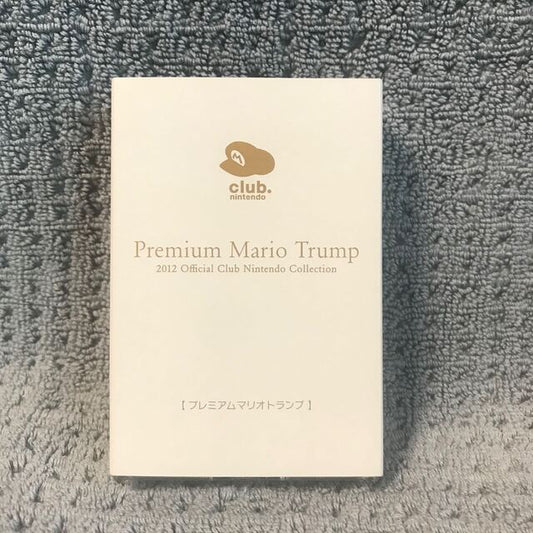 M
club.
nintendo
Premium Mario Trump
2012 Official Club Nintendo Collection
【プレミアムマリオトランプ】